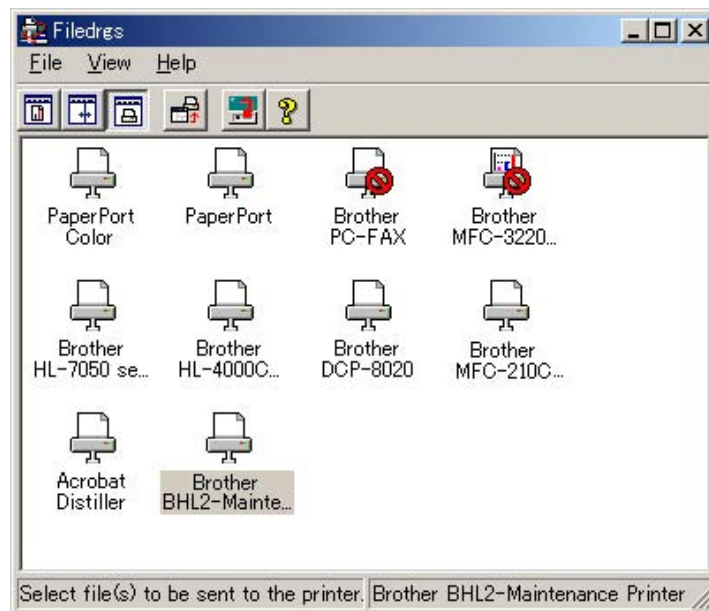 Filedrgs
File View Help
PaperPort
Color
PaperPort
Brother
PC-FAX
Brother
MFC-3220...
Brother
HL-7050 se...
Brother
HL-4000C...
Brother
DCP-8020
Brother
MFC-210C...
Acrobat
Distiller
Brother
BHL2-Mainte...
Select file(s) to be sent to the printer. Brother BHL2-Maintenance Printer